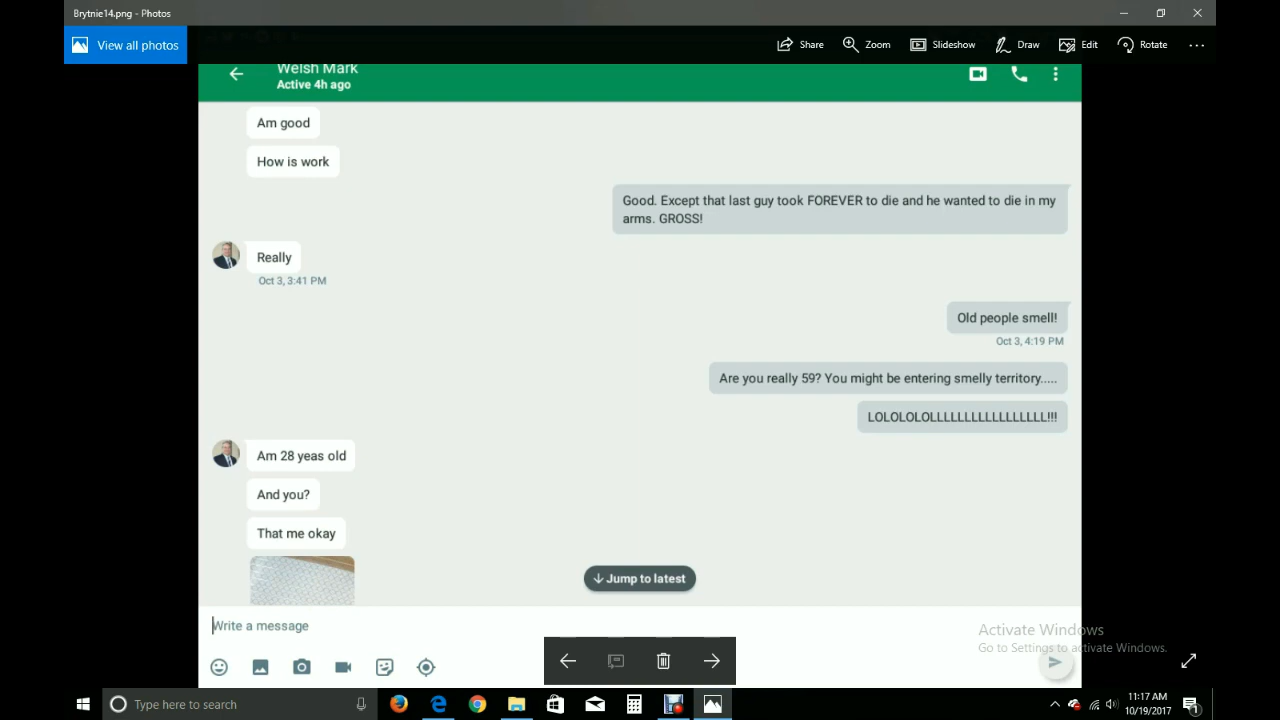 Brytnie14.png - Photos
View all photos
Share
Zoom
Slideshow
Draw
Edit
Rotate
Welsh Mark
Active 4h ago
Am good
How is work
Good. Except that last guy took FOREVER to die and he wanted to die in my
arms. GROSS!
Really
Oct 3, 3:41 PM
Old people smell!
Oct 3, 4:19 PM
Are you really 59? You might be entering smelly territory.....
LOLOLOLOLLLLLLLLLLLLLLLLL!!!
Am 28 yeas old
And you?
That me okay
Jump to latest
Write a message
Activate Windows
Go to Settings to activate Windows.
Type here to search
11:17 AM
10/19/2017
1